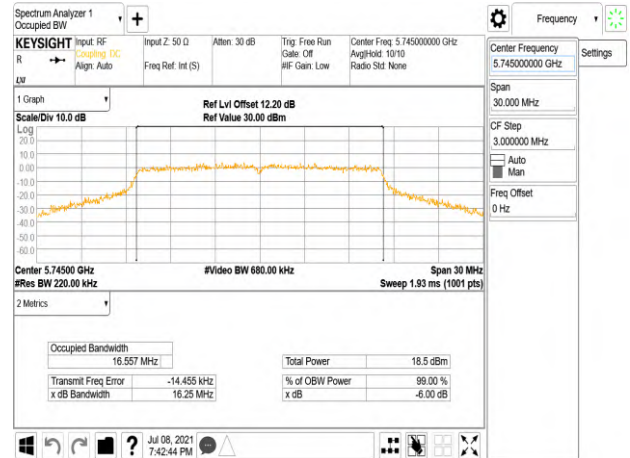 Spectrum Analyzer 1
Occupied BW
KEYSIGHT
R
LXI
Input: RF
Coupling: DC
Align: Auto
Input Z: 50 Ω
Freq Ref: Int (S)
Atten: 30 dB
Trig: Free Run
Gate: Off
#IF Gain: Low
Center Freq: 5.745000000 GHz
Avg|Hold: 10/10
Radio Std: None
1 Graph
Scale/Div 10.0 dB
Ref Lvl Offset 12.20 dB
Ref Value 30.00 dBm
Log
20.0
10.0
0.00
-10.0
-20.0
-30.0
-40.0
-50.0
-60.0
Center 5.74500 GHz
#Res BW 220.00 kHz
#Video BW 680.00 kHz
Span 30 MHz
Sweep 1.93 ms (1001 pts)
2 Metrics
Occupied Bandwidth
16.557 MHz
Transmit Freq Error -14.455 kHz
x dB Bandwidth 16.25 MHz
Total Power 18.5 dBm
% of OBW Power 99.00 %
x dB -6.00 dB
Jul 08, 2021
7:42:44 PM
Frequency
Center Frequency
5.745000000 GHz
Span
30.000 MHz
CF Step
3.000000 MHz
Auto
Man
Freq Offset
0 Hz
Settings